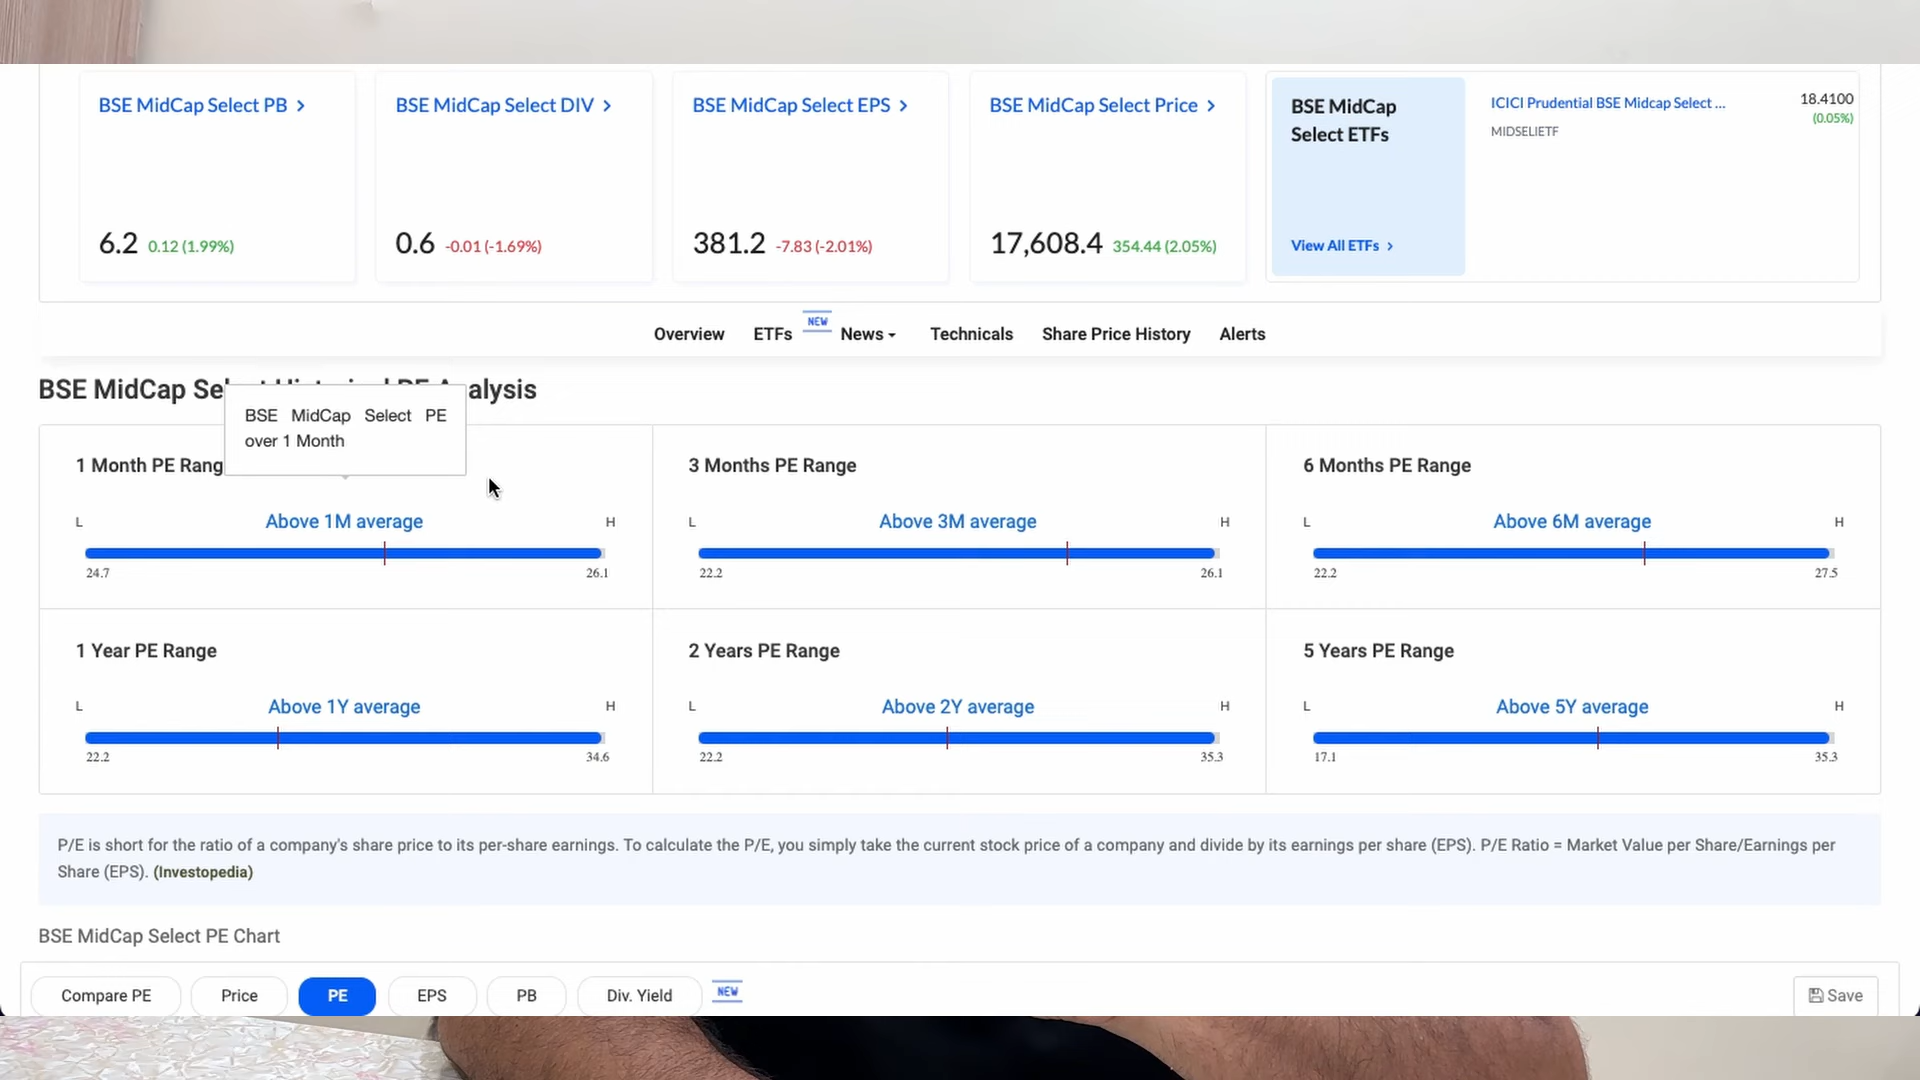 BSE MidCap Select PB
BSE MidCap Select DIV
BSE MidCap Select EPS
BSE MidCap Select Price
BSE MidCap
Select ETFs
ICICI Prudential BSE Midcap Select ...
18.4100
(0.05%)
MIDSELIETF
6.2 0.12 (1.99%)
0.6 -0.01 (-1.69%)
381.2 -7.83 (-2.01%)
17,608.4 354.44 (2.05%)
View All ETFs
Overview ETFs NEW News Technicals Share Price History Alerts
BSE MidCap Select Historical PE Analysis
BSE MidCap Select PE
over 1 Month
1 Month PE Rang
L Above 1M average H
24.7 26.1
3 Months PE Range
L Above 3M average H
22.2 26.1
6 Months PE Range
L Above 6M average H
22.2 27.5
1 Year PE Range
L Above 1Y average H
22.2 34.6
2 Years PE Range
L Above 2Y average H
22.2 35.3
5 Years PE Range
L Above 5Y average H
17.1 35.3
P/E is short for the ratio of a company's share price to its per-share earnings. To calculate the P/E, you simply take the current stock price of a company and divide by its earnings per share (EPS). P/E Ratio = Market Value per Share/Earnings per
Share (EPS). (Investopedia)
BSE MidCap Select PE Chart
Compare PE Price PE EPS PB Div. Yield NEW
Save